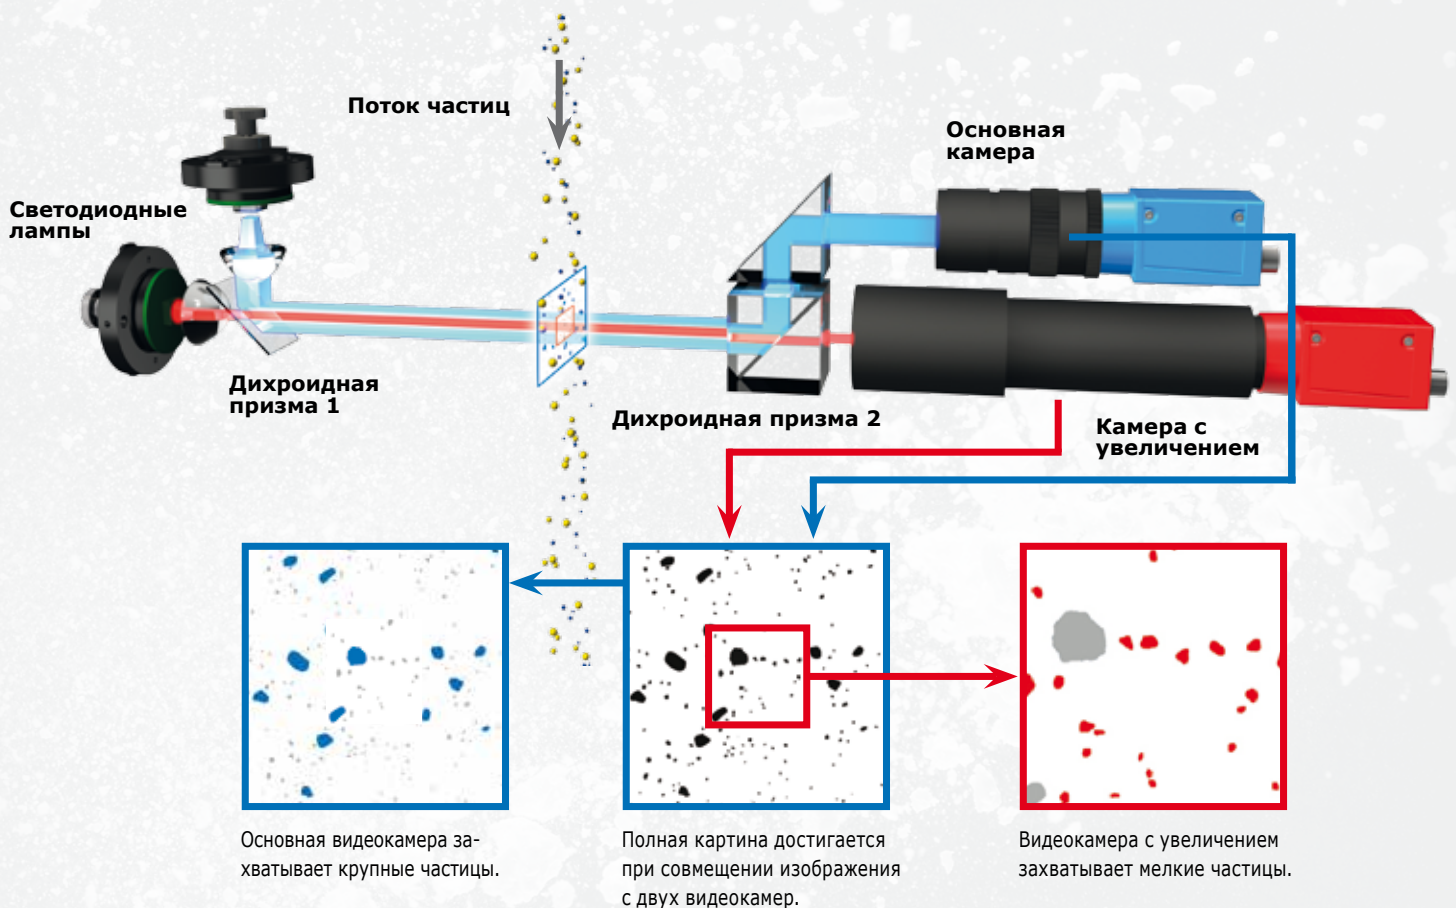 Поток частиц
Основная
камера
Светодиодные
лампы
Дихроидная
призма 1
Дихроидная призма 2
Камера с
увеличением
Основная видеокамера за-
хватывает крупные частицы.
Полная картина достигается
при совмещении изображения
с двух видеокамер.
Видеокамера с увеличением
захватывает мелкие частицы.